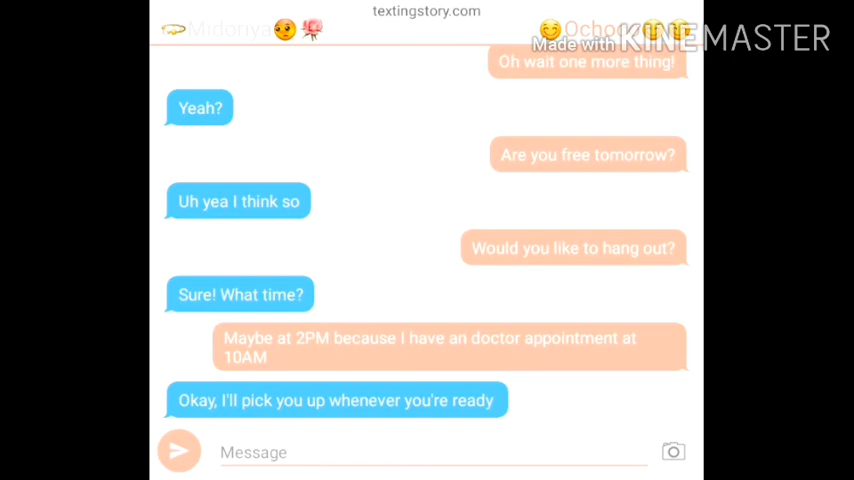 textingstory.com
Midoriya🥺🌹
Made with KINEMASTER
Oh wait one more thing!
Yeah?
Are you free tomorrow?
Uh yea I think so
Would you like to hang out?
Sure! What time?
Maybe at 2PM because I have an doctor appointment at
10AM
Okay, I'll pick you up whenever you're ready
Message